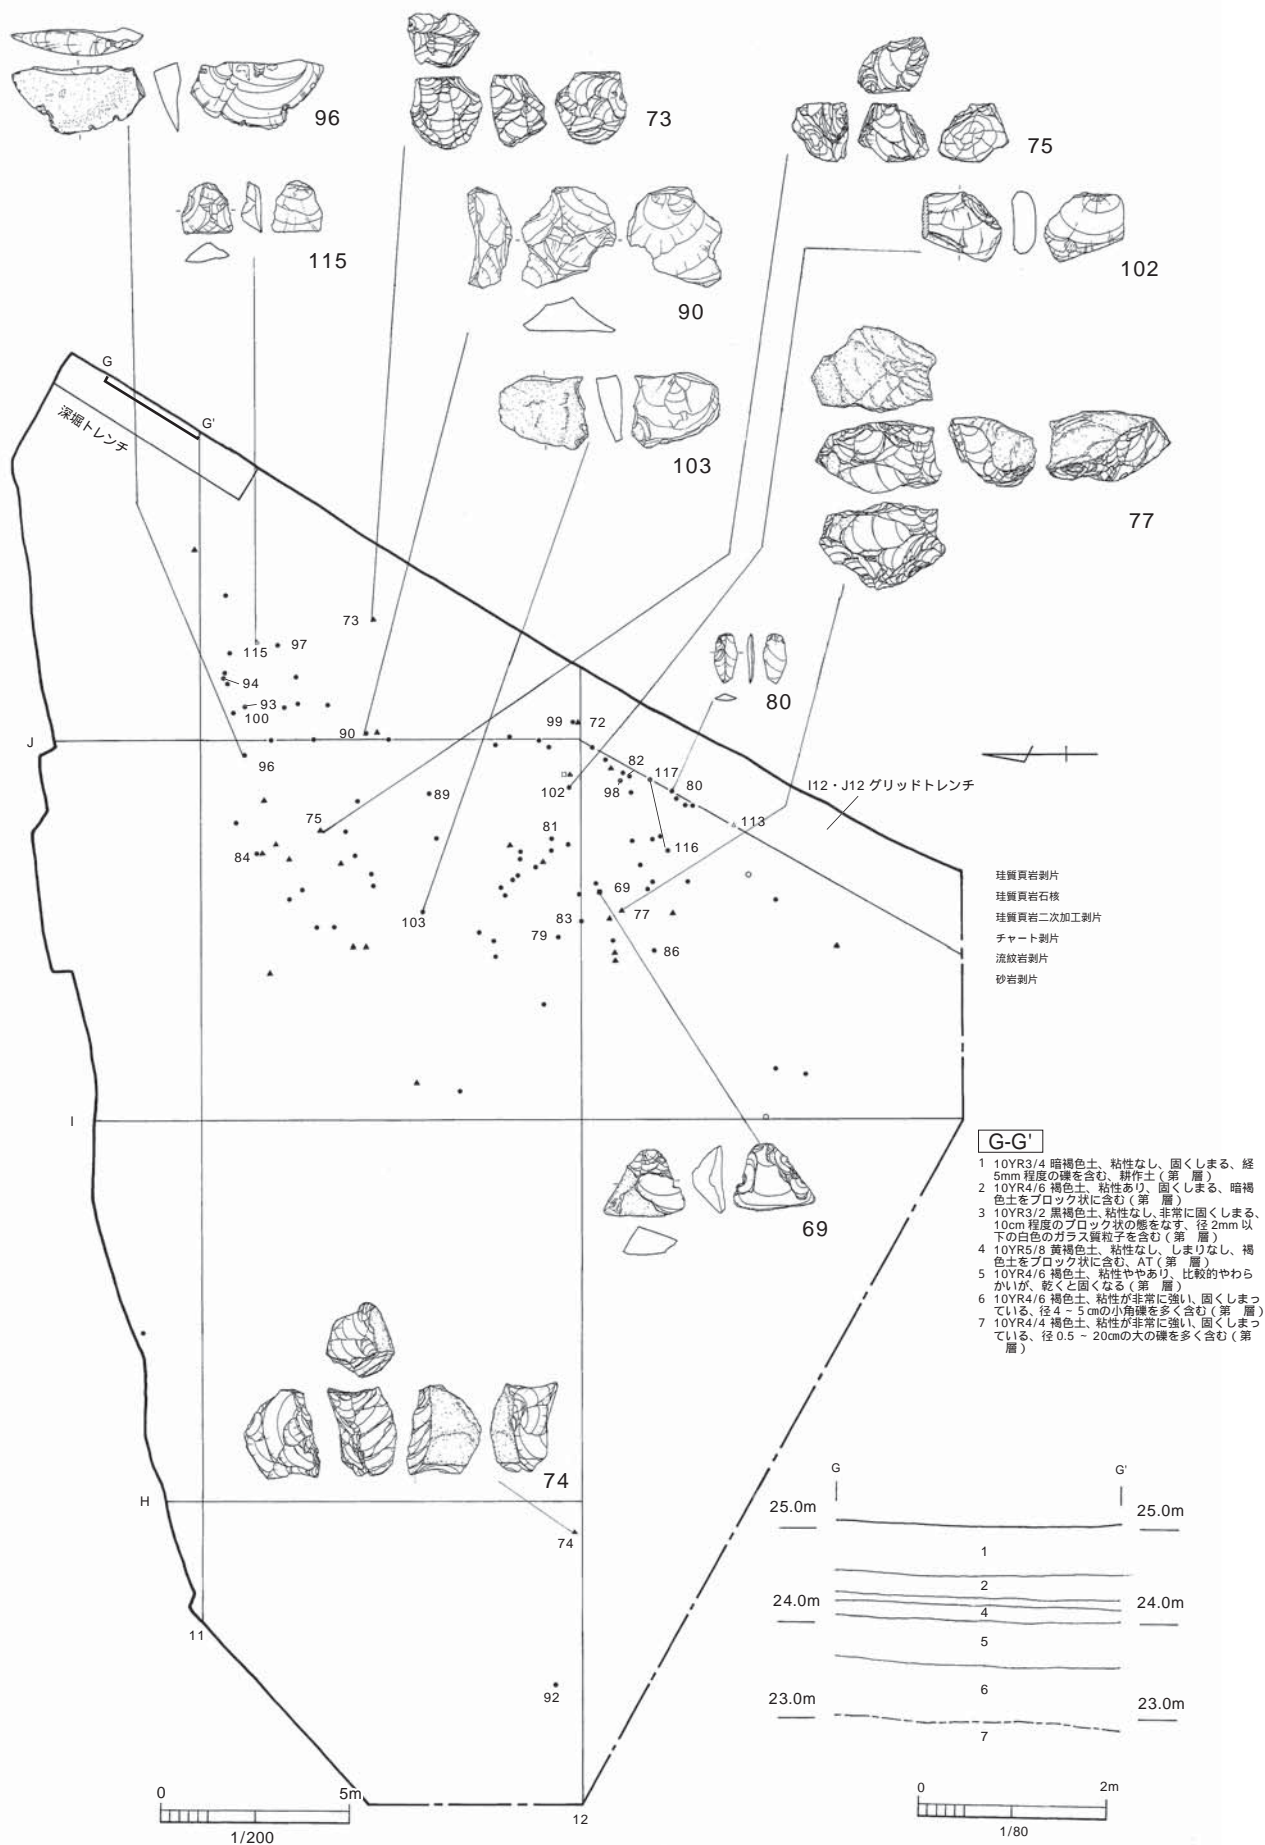 96
73
75
115
90
102
103
77
G
G'
深堀トレンチ
73
115
97
94
93
100
80
90
99
72
J
96
82
117
98
80
I12・J12 グリッドトレンチ
102
89
75
113
81
116
84
69
103
83
77
79
86
珪質頁岩剥片
珪質頁岩石核
珪質頁岩二次加工剥片
チャート剥片
流紋岩剥片
砂岩剥片
I
G-G'
1 10YR3/4 暗褐色土、粘性なし、固くしまる、経
5mm 程度の礫を含む、耕作土(第 層)
2 10YR4/6 褐色土、粘性あり、固くしまる、暗褐
色土をブロック状に含む(第 層)
3 10YR3/2 黒褐色土、粘性なし、非常に固くしまる、
10cm 程度のブロック状の態をなす、径 2mm 以
下の白色のガラス質粒子を含む(第 層)
4 10YR5/8 黄褐色土、粘性なし、しまりなし、褐
色土をブロック状に含む、AT(第 層)
5 10YR4/6 褐色土、粘性ややあり、比較的やわら
かいが、乾くと固くなる(第 層)
6 10YR4/6 褐色土、粘性が非常に強い、固くしまっ
ている、径 4 ~ 5 ㎝の小角礫を多く含む(第 層)
7 10YR4/4 褐色土、粘性が非常に強い、固くしまっ
ている、径 0.5 ~ 20㎝の大の礫を多く含む(第
層)
69
74
H
74
11
92
12
G
G'
25.0m
25.0m
1
2
24.0m
4
24.0m
5
6
23.0m
23.0m
7
0
5m
1/200
0
2m
1/80